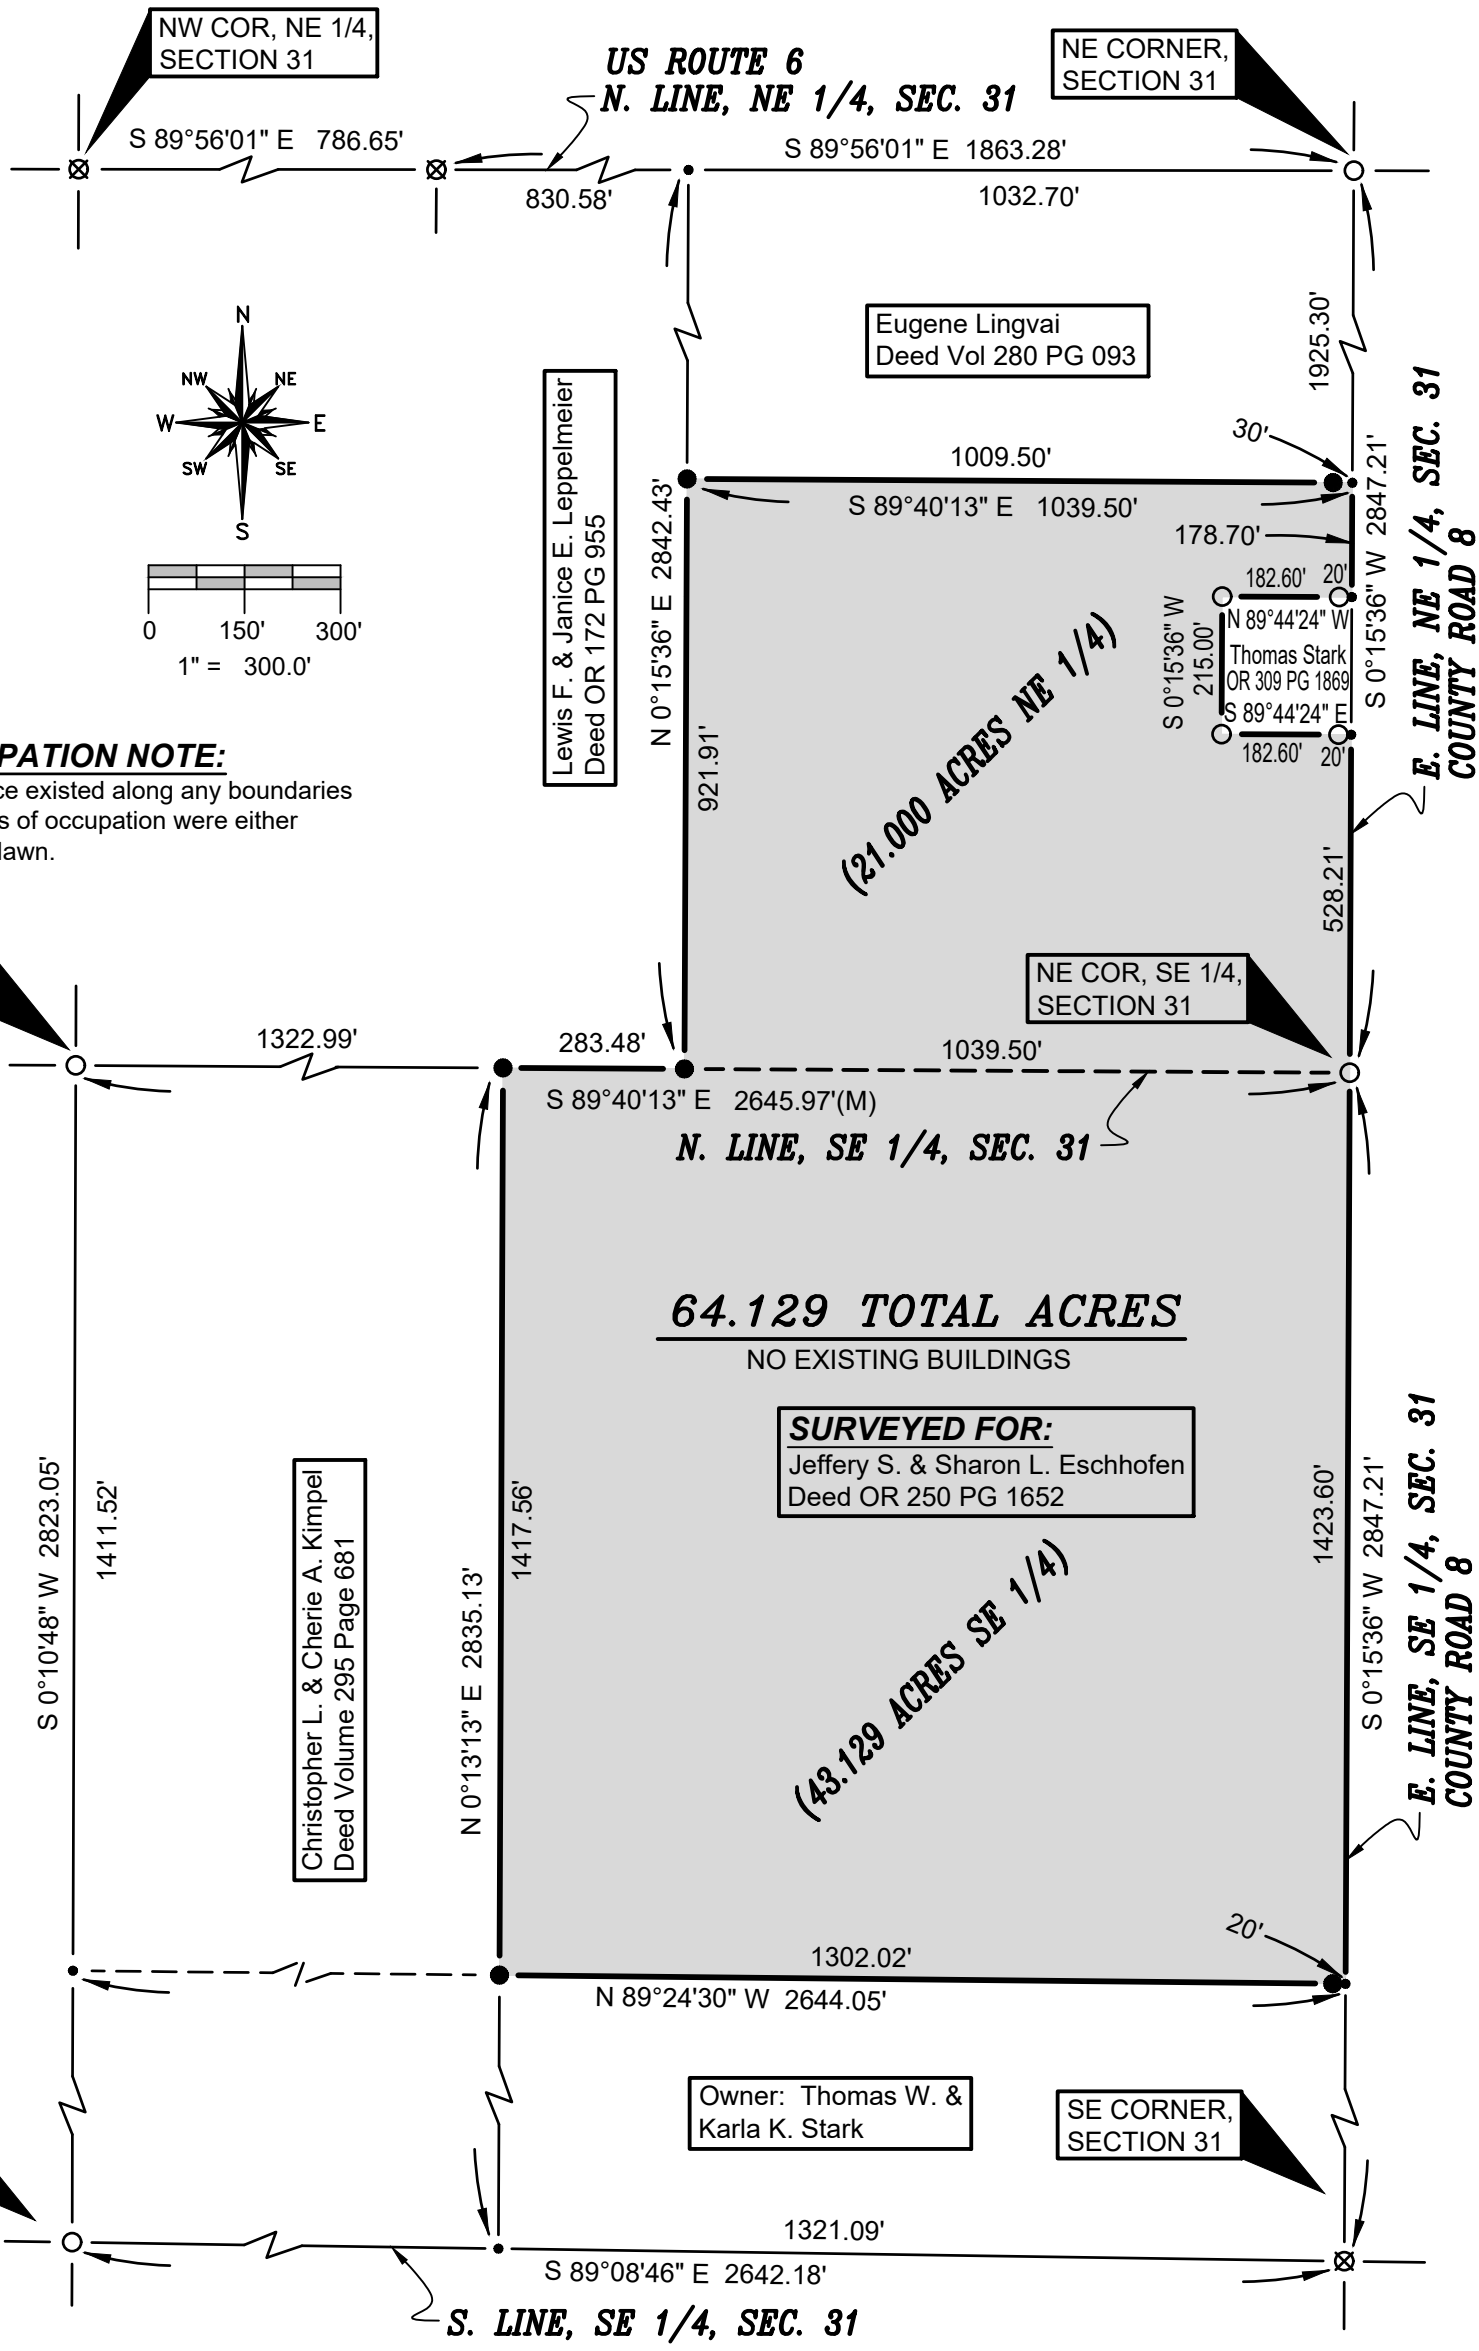 NW COR, NE 1/4,
SECTION 31
US ROUTE 6
N. LINE, NE 1/4, SEC. 31
NE CORNER,
SECTION 31
S 89°56'01" E 786.65'
S 89°56'01" E 1863.28'
830.58'
1032.70'
N
NW
NE
W
E
SW
SE
S
0 150' 300'
1" = 300.0'
Eugene Lingvai
Deed Vol 280 PG 093
1925.30'
Lewis F. & Janice E. Leppelmeier
Deed OR 172 PG 955
N 0°15'36" E 2842.43'
921.91'
30'
1009.50'
S 89°40'13" E 1039.50'
178.70'
S 0°15'36" W 2847.21'
E. LINE, NE 1/4, SEC. 31
COUNTY ROAD 8
182.60' 20'
N 89°44'24" W
S 0°15'36" W
215.00'
Thomas Stark
OR 309 PG 1869
S 89°44'24" E
182.60' 20'
(21.000 ACRES NE 1/4)
528.21'
PATION NOTE:
ce existed along any boundaries
s of occupation were either
lawn.
NE COR, SE 1/4,
SECTION 31
1322.99'
283.48'
1039.50'
S 89°40'13" E 2645.97'(M)
N. LINE, SE 1/4, SEC. 31
64.129 TOTAL ACRES
NO EXISTING BUILDINGS
SURVEYED FOR:
Jeffery S. & Sharon L. Eschhofen
Deed OR 250 PG 1652
S 0°10'48" W 2823.05'
1411.52'
Christopher L. & Cherie A. Kimpel
Deed Volume 295 Page 681
N 0°13'13" E 2835.13'
1417.56'
(43.129 ACRES SE 1/4)
1423.60'
S 0°15'36" W 2847.21'
E. LINE, SE 1/4, SEC. 31
COUNTY ROAD 8
20'
1302.02'
N 89°24'30" W 2644.05'
Owner: Thomas W. &
Karla K. Stark
SE CORNER,
SECTION 31
1321.09'
S 89°08'46" E 2642.18'
S. LINE, SE 1/4, SEC. 31